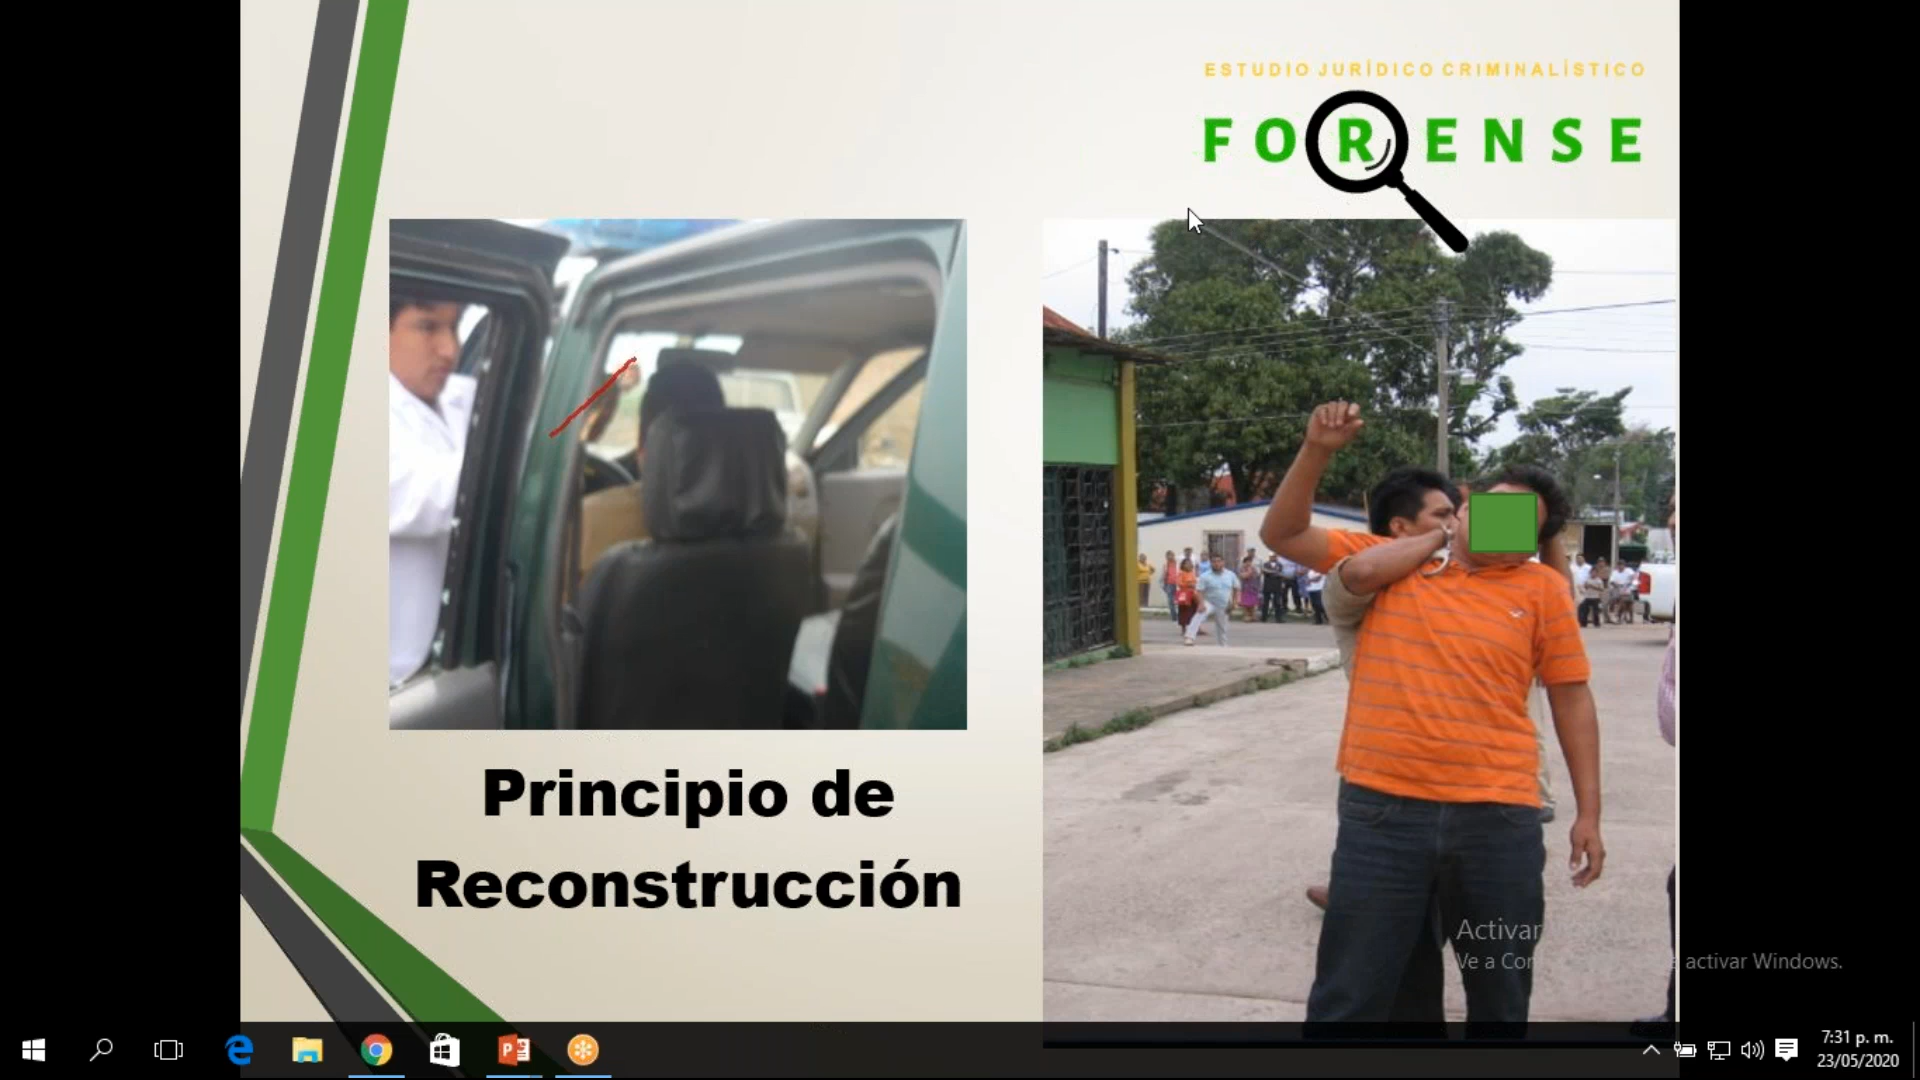 ESTUDIO JURÍDICO CRIMINALÍSTICO
FORENSE
Principio de
Reconstrucción
Activar
Ve a Con
activar Windows.
7:31 p. m.
23/05/2020